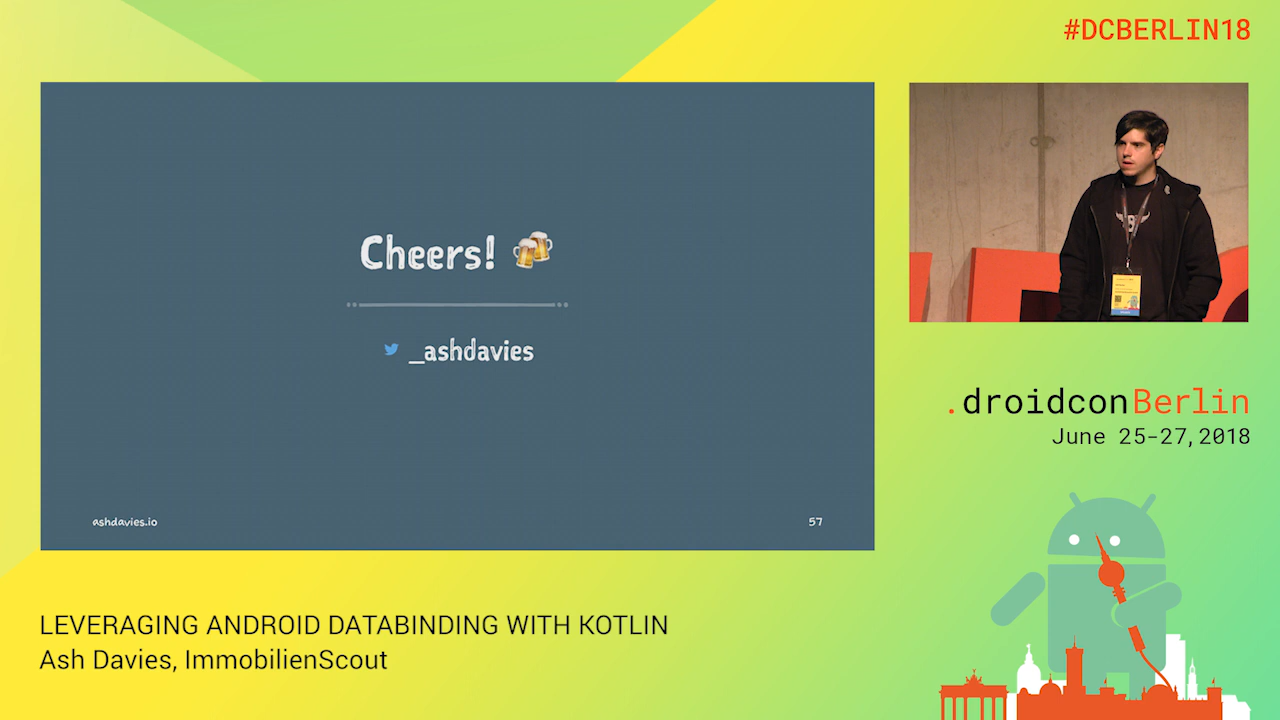 #DCBERLIN18
Cheers! 🍻
_ashdavies
ashdavies.io
57
.droidconBerlin
June 25-27, 2018
LEVERAGING ANDROID DATABINDING WITH KOTLIN
Ash Davies, ImmobilienScout